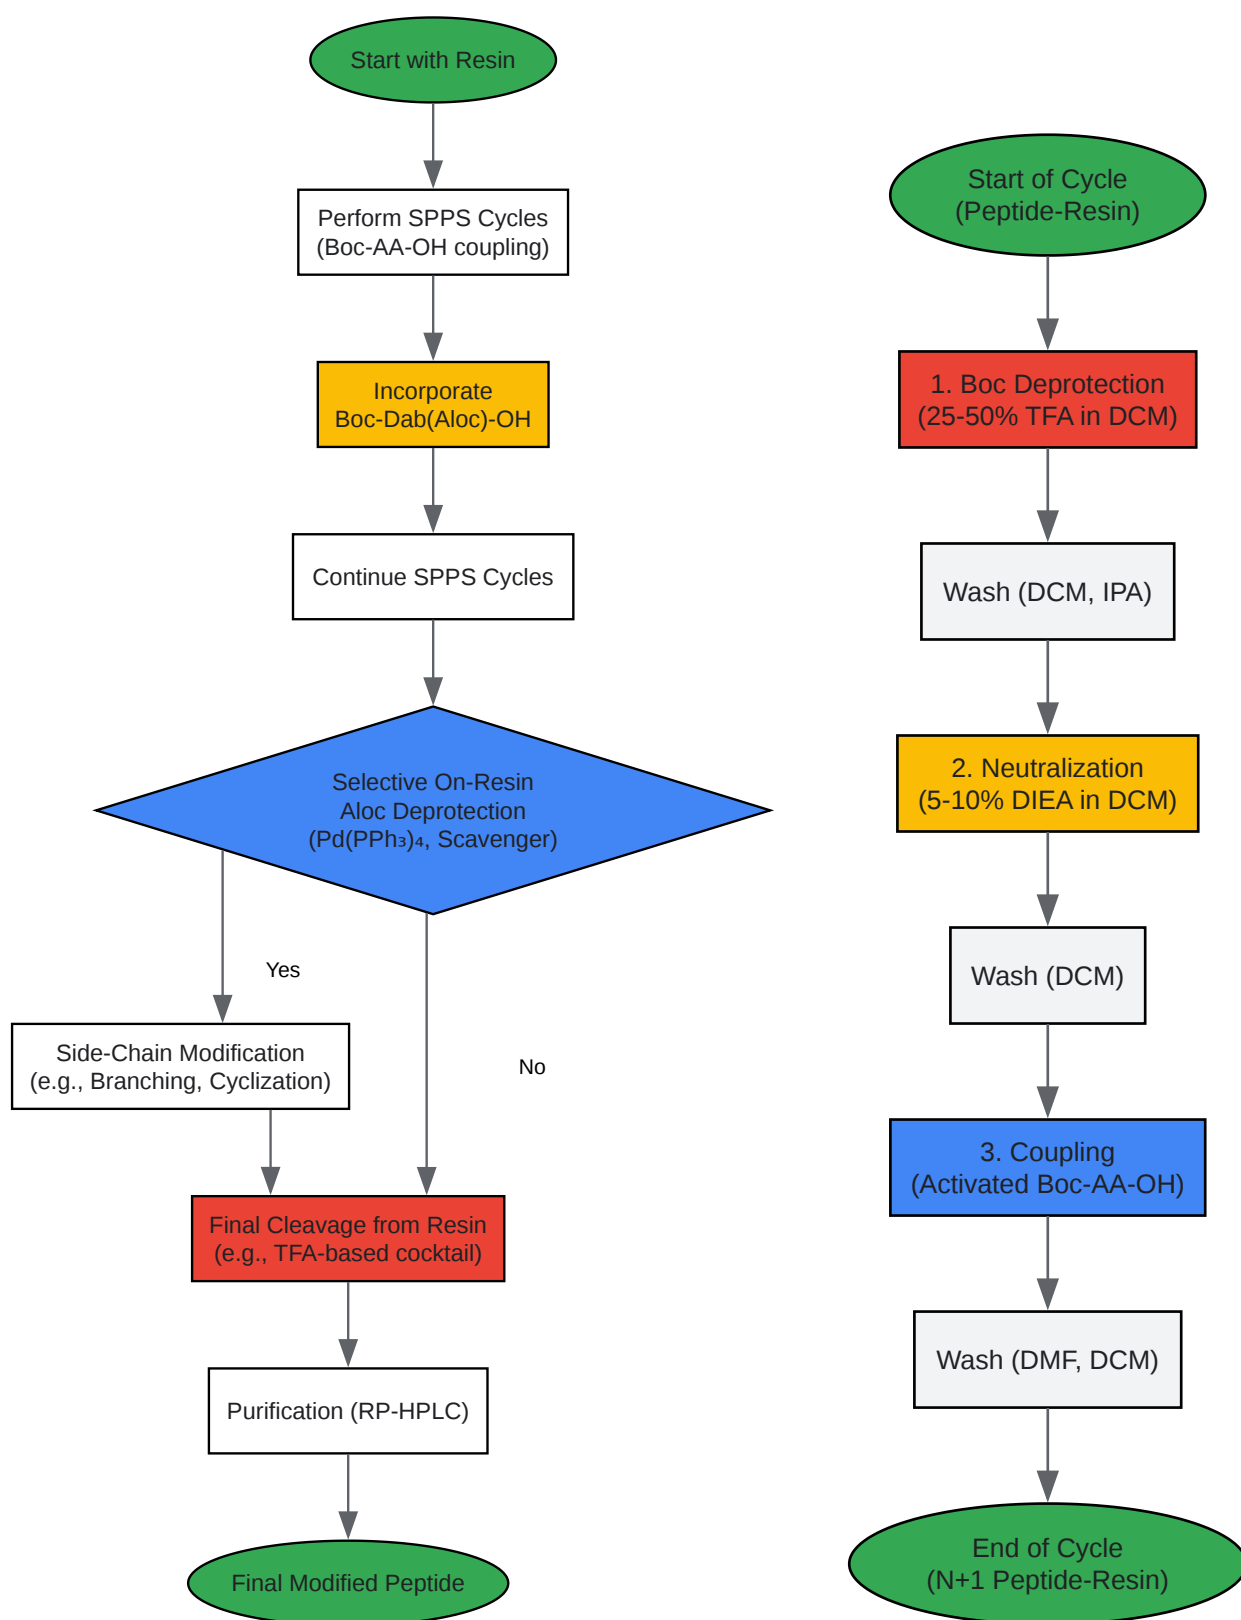 Start with Resin
Perform SPPS Cycles
(Boc-AA-OH coupling)
Incorporate
Boc-Dab(Aloc)-OH
Continue SPPS Cycles
Selective On-Resin
Aloc Deprotection
(Pd(PPh₃)₄, Scavenger)
Yes
Side-Chain Modification
(e.g., Branching, Cyclization)
No
Final Cleavage from Resin
(e.g., TFA-based cocktail)
Purification (RP-HPLC)
Final Modified Peptide
Start of Cycle
(Peptide-Resin)
1. Boc Deprotection
(25-50% TFA in DCM)
Wash (DCM, IPA)
2. Neutralization
(5-10% DIEA in DCM)
Wash (DCM)
3. Coupling
(Activated Boc-AA-OH)
Wash (DMF, DCM)
End of Cycle
(N+1 Peptide-Resin)